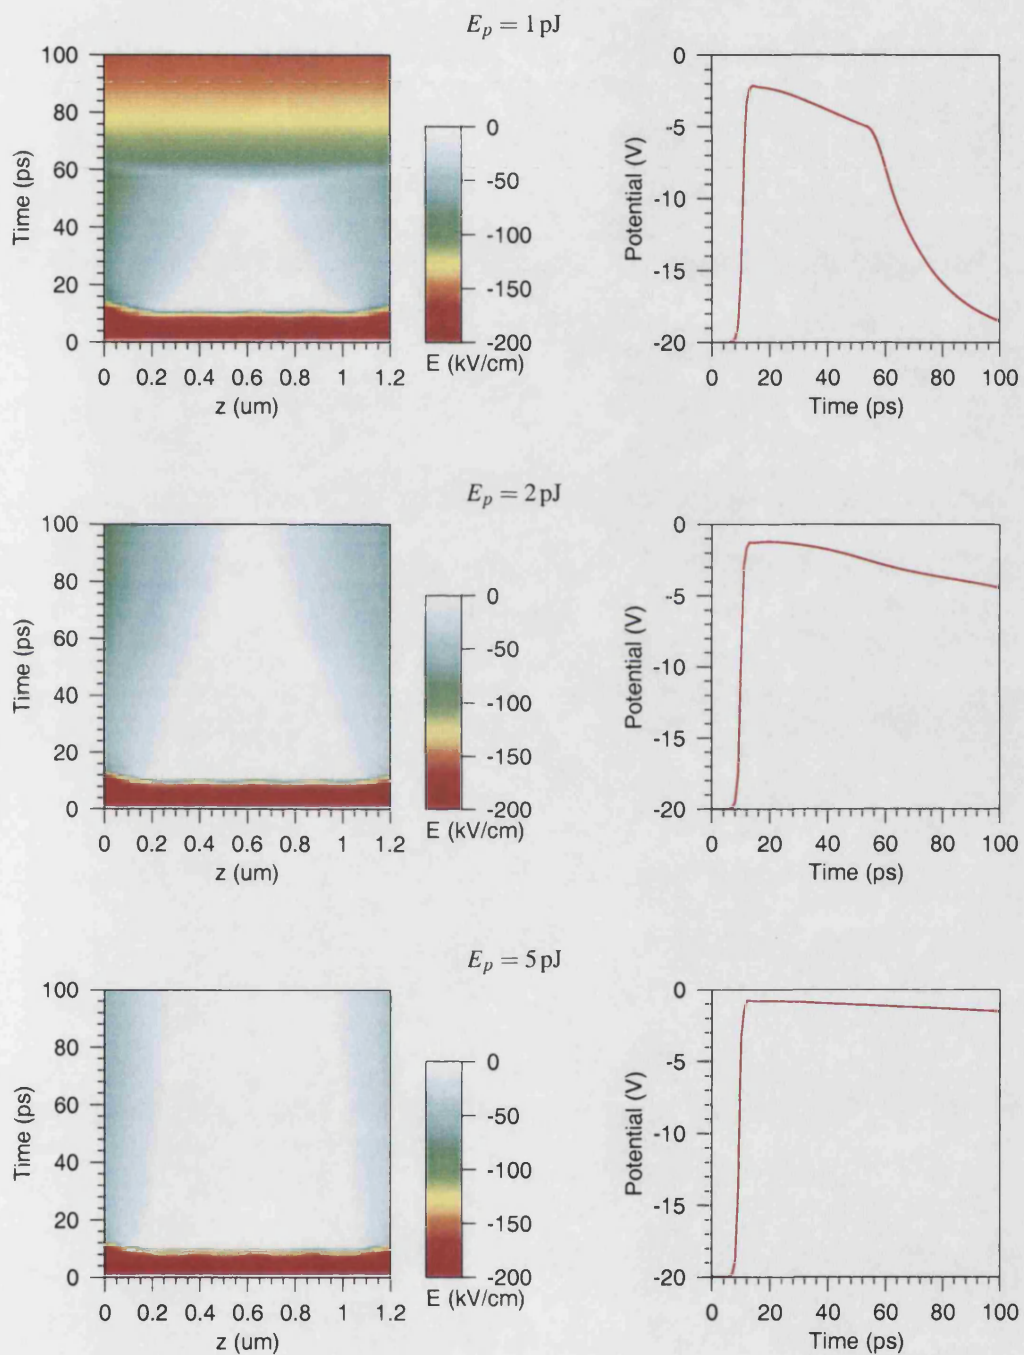 E_p = 1 pJ
100
80
60
40
20
0
Time (ps)
0 0.2 0.4 0.6 0.8 1 1.2
z (um)
0
-50
-100
-150
-200
E (kV/cm)
0
-5
-10
-15
-20
Potential (V)
0 20 40 60 80 100
Time (ps)
E_p = 2 pJ
100
80
60
40
20
0
Time (ps)
0 0.2 0.4 0.6 0.8 1 1.2
z (um)
0
-50
-100
-150
-200
E (kV/cm)
0
-5
-10
-15
-20
Potential (V)
0 20 40 60 80 100
Time (ps)
E_p = 5 pJ
100
80
60
40
20
0
Time (ps)
0 0.2 0.4 0.6 0.8 1 1.2
z (um)
0
-50
-100
-150
-200
E (kV/cm)
0
-5
-10
-15
-20
Potential (V)
0 20 40 60 80 100
Time (ps)